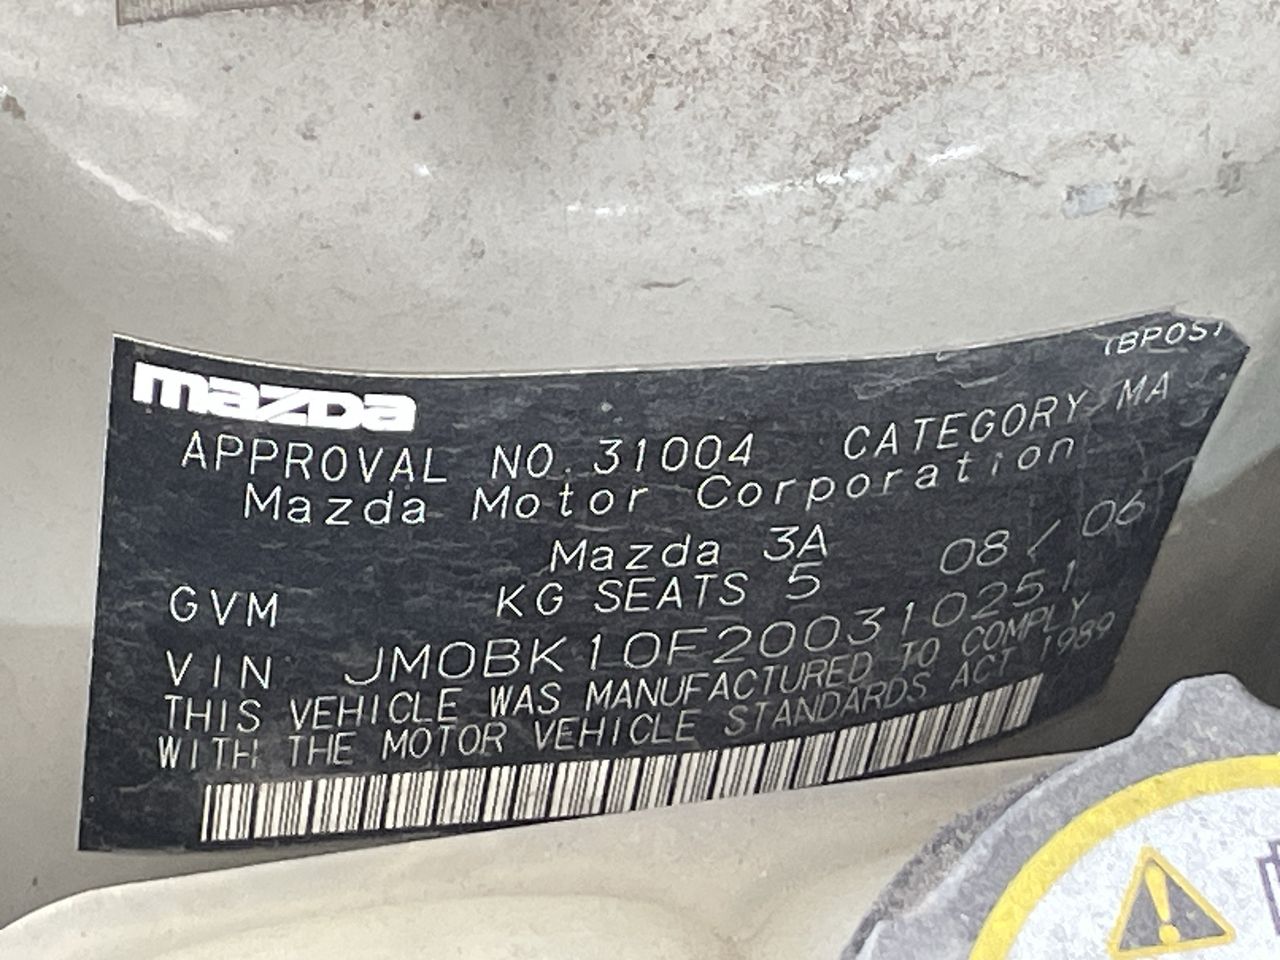 (BPOS)
mazda
APPROVAL NO. 31004 CATEGORY MA
Mazda Motor Corporation
Mazda 3A 08 / 06
GVM KG SEATS 5
VIN JM0BK10F200310251
THIS VEHICLE WAS MANUFACTURED TO COMPLY
WITH THE MOTOR VEHICLE STANDARDS ACT 1989